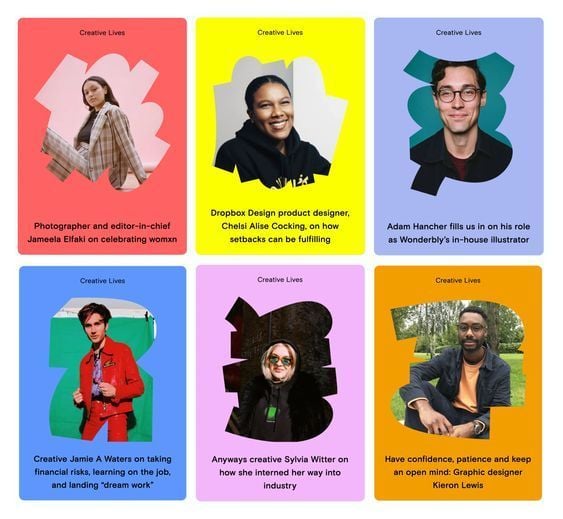 Creative Lives
Photographer and editor-in-chief
Jameela Elfaki on celebrating womxn
Creative Lives
Dropbox Design product designer,
Chelsi Alise Cocking, on how
setbacks can be fulfilling
Creative Lives
Adam Hancher fills us in on his role
as Wonderbly's in-house illustrator
Creative Lives
Creative Jamie A Waters on taking
financial risks, learning on the job,
and landing “dream work”
Creative Lives
Anyways creative Sylvia Witter on
how she interned her way into
industry
Creative Lives
Have confidence, patience and keep
an open mind: Graphic designer
Kieron Lewis